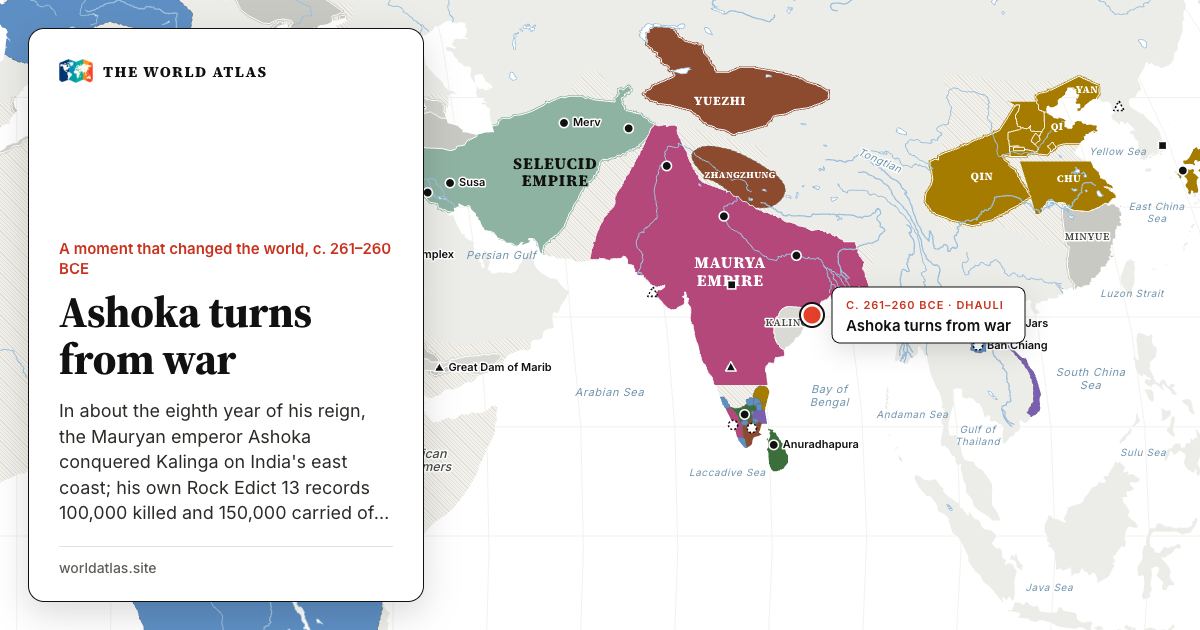 THE WORLD ATLAS
A moment that changed the world, c. 261–260
BCE
Ashoka turns
from war
In about the eighth year of his reign,
the Mauryan emperor Ashoka
conquered Kalinga on India's east
coast; his own Rock Edict 13 records
100,000 killed and 150,000 carried of…
worldatlas.site
YUEZHI
YAN
Merv
QI
Yellow Sea
SELEUCID
EMPIRE
Tongtian
ZHANGZHUNG
QIN
CHU
Susa
East China
Sea
MINYUE
mplex
Persian Gulf
MAURYA
EMPIRE
Luzon Strait
C. 261–260 BCE · DHAULI
Ashoka turns from war
KALIN
Jars
Ban Chiang
Great Dam of Marib
Arabian Sea
Bay of
Bengal
South China
Sea
Andaman Sea
Gulf of
Thailand
Anuradhapura
ican
mers
Laccadive Sea
Sulu Sea
Java Sea